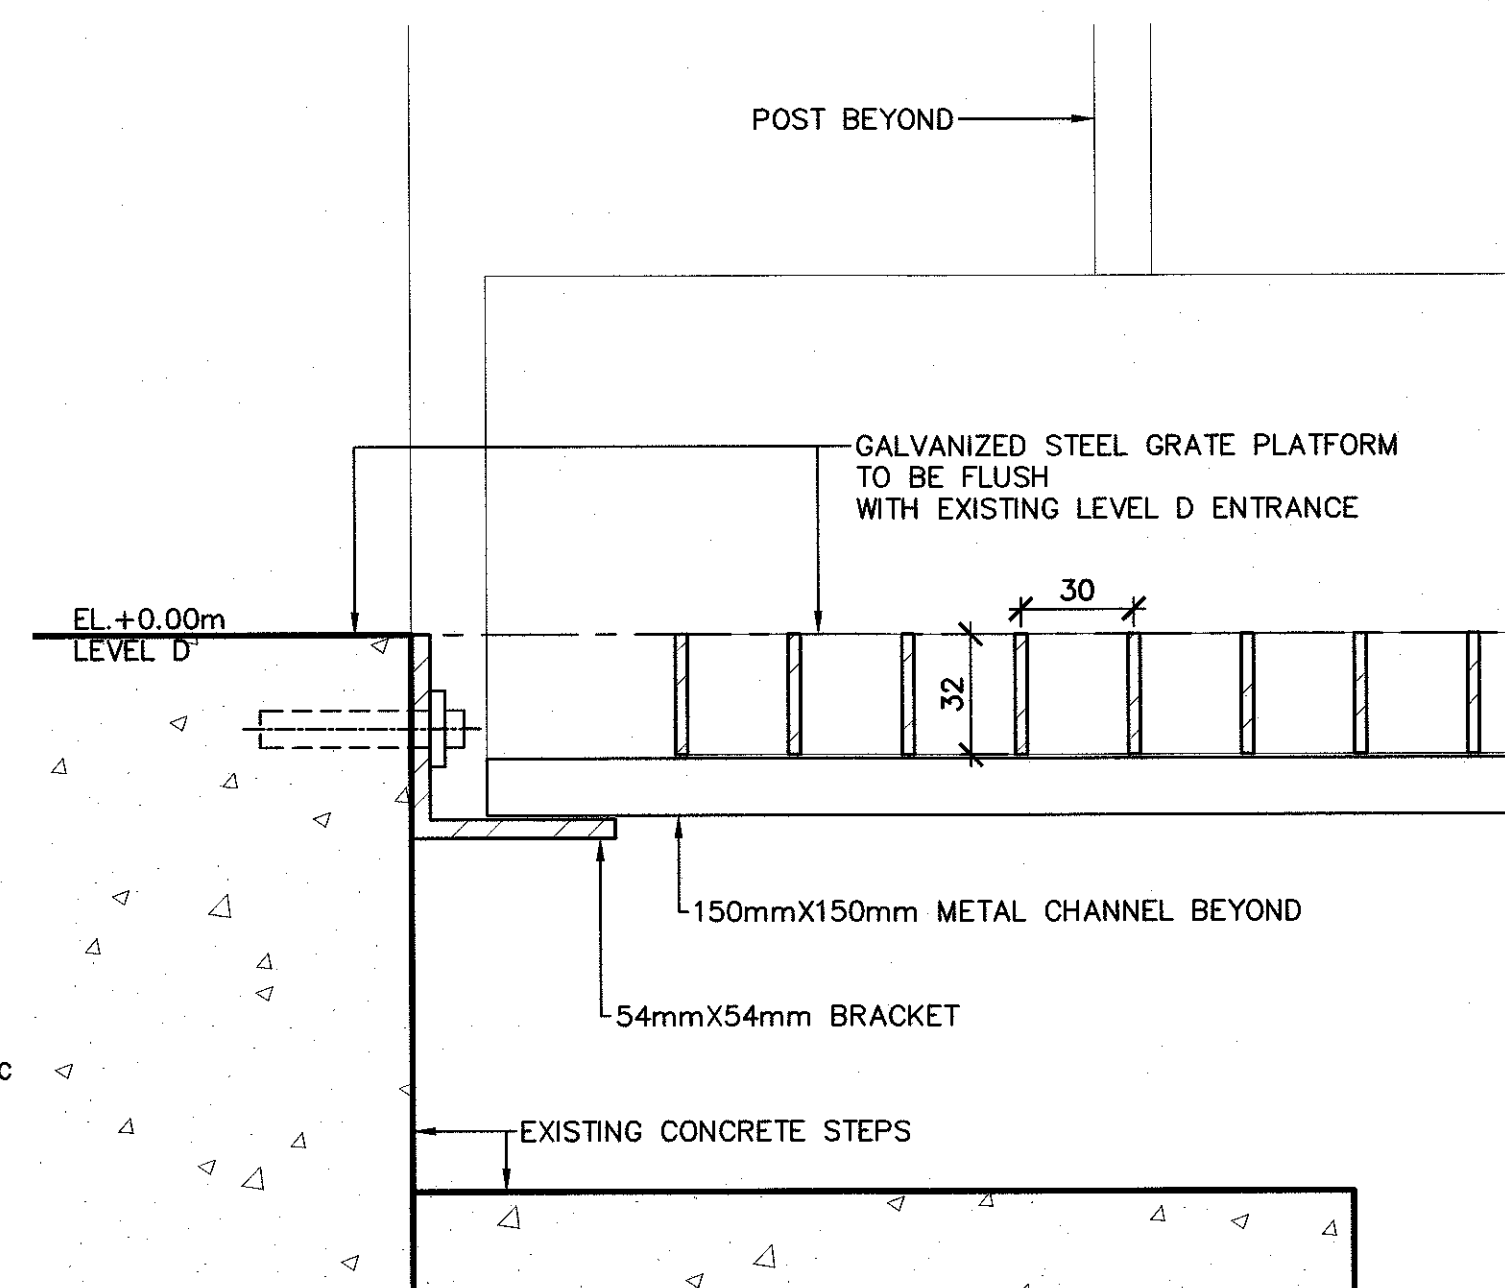 POST BEYOND
GALVANIZED STEEL GRATE PLATFORM
TO BE FLUSH
WITH EXISTING LEVEL D ENTRANCE
30
EL.+0.00m
LEVEL D
32
150mmX150mm METAL CHANNEL BEYOND
54mmX54mm BRACKET
C
EXISTING CONCRETE STEPS